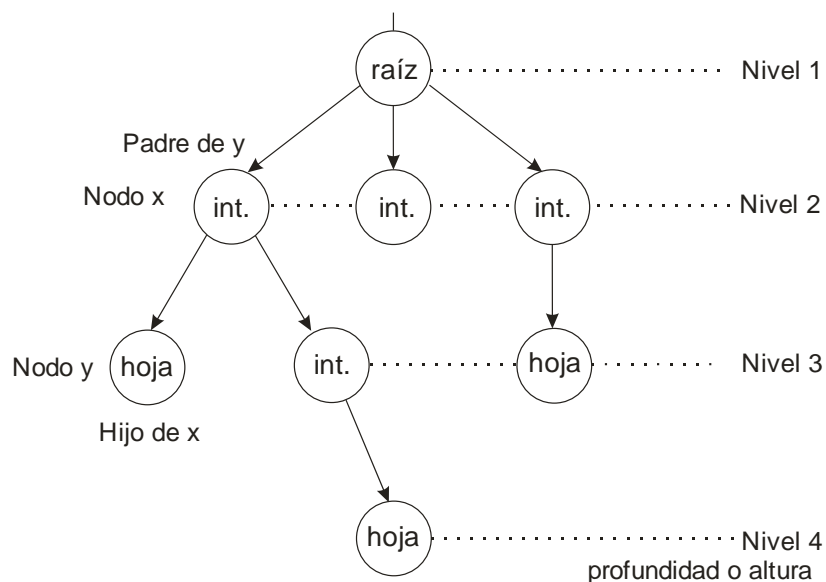 raíz
Nivel 1
Padre de y
Nodo x
int.
int.
int.
Nivel 2
Nodo y
hoja
int.
hoja
Nivel 3
Hijo de x
hoja
Nivel 4
profundidad o altura